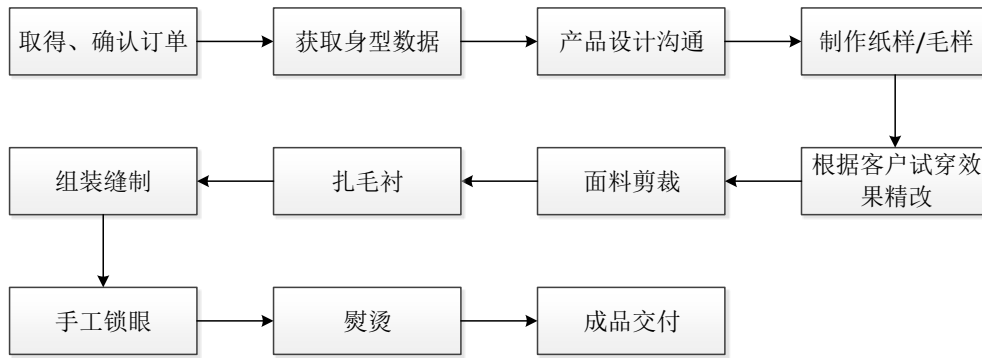 取得、确认订单
获取身型数据
产品设计沟通
制作纸样/毛样
根据客户试穿效
果精改
面料剪裁
扎毛衬
组装缝制
手工锁眼
熨烫
成品交付